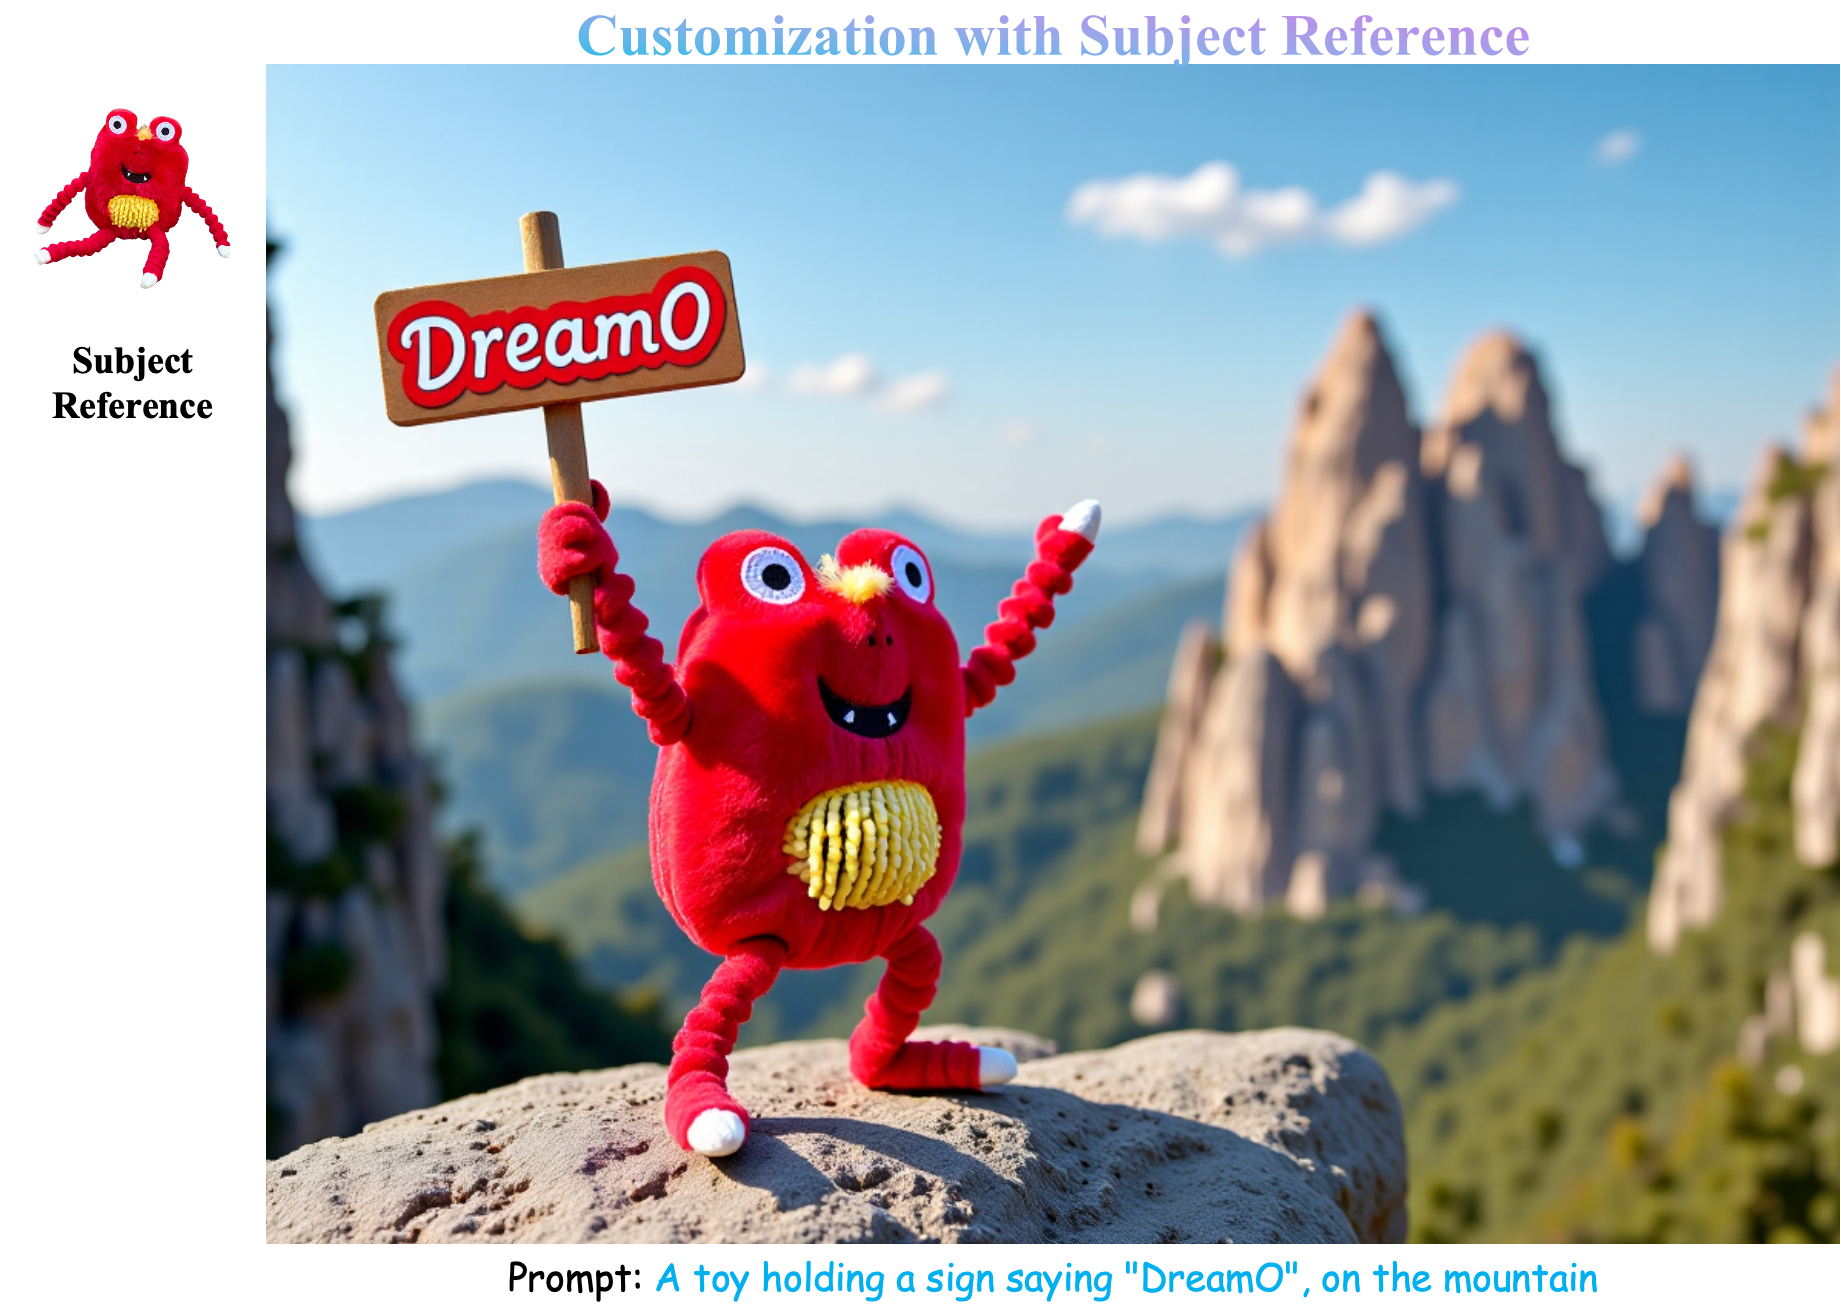 Customization with Subject Reference
DreamO
Subject
Reference
Prompt: A toy holding a sign saying "DreamO", on the mountain